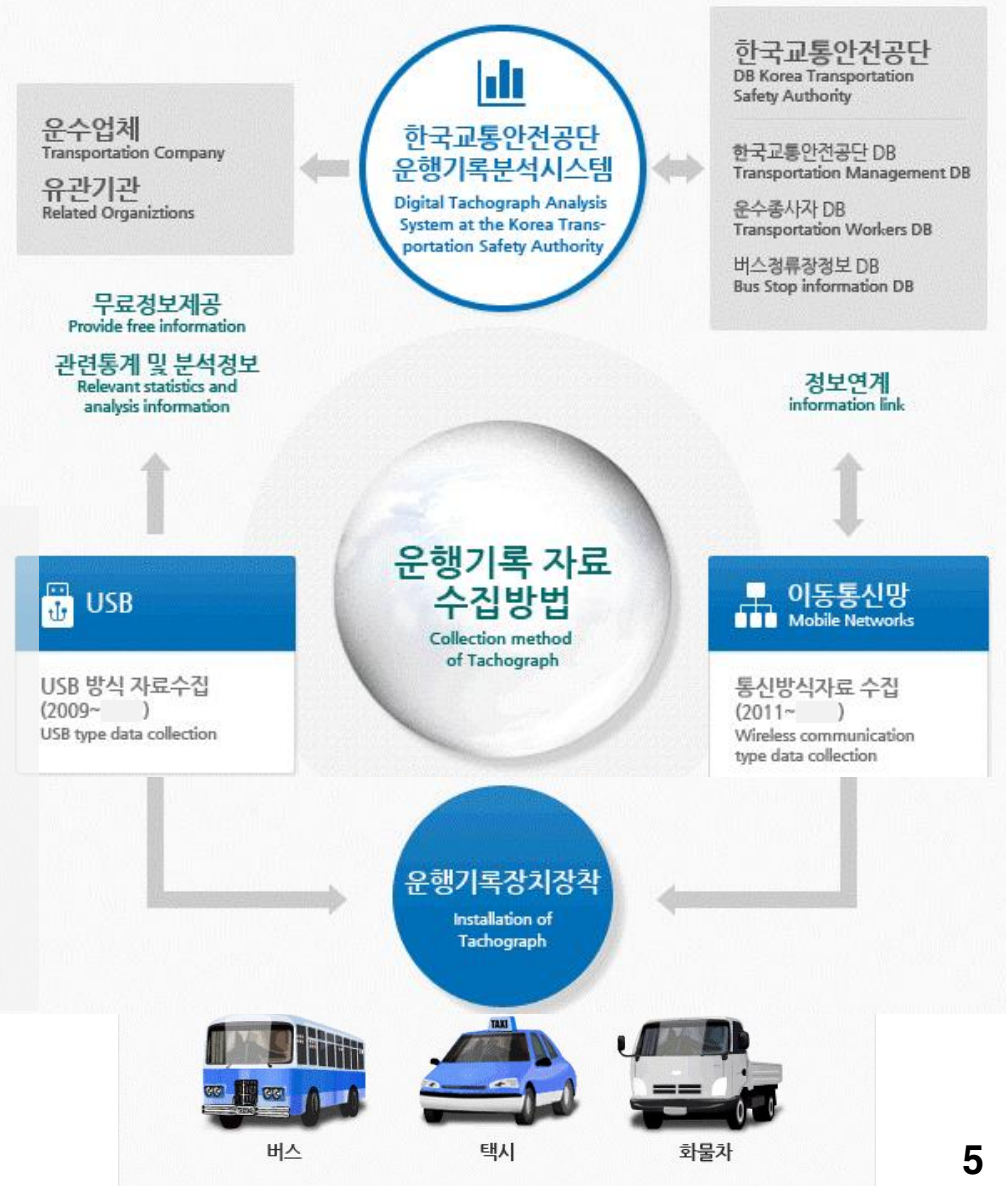 운수업체
Transportation Company
유관기관
Related Organiztions
한국교통안전공단
운행기록분석시스템
Digital Tachograph Analysis
System at the Korea Trans-
portation Safety Authority
한국교통안전공단
DB Korea Transportation
Safety Authority
한국교통안전공단 DB
Transportation Management DB
운수종사자 DB
Transportation Workers DB
버스정류장정보 DB
Bus Stop information DB
무료정보제공
Provide free information
관련통계 및 분석정보
Relevant statistics and
analysis information
정보연계
information link
운행기록 자료
수집방법
Collection method
of Tachograph
USB
USB 방식 자료수집
(2009~ )
USB type data collection
이동통신망
Mobile Networks
통신방식자료 수집
(2011~ )
Wireless communication
type data collection
운행기록장치장착
Installation of
Tachograph
TAXI
버스
택시
화물차
5